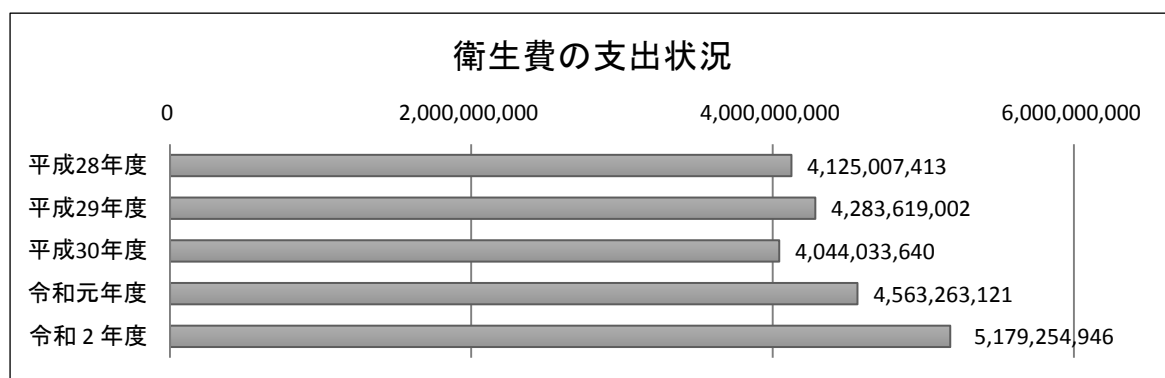 衛生費の支出状況
0 2,000,000,000 4,000,000,000 6,000,000,000
平成28年度 4,125,007,413
平成29年度 4,283,619,002
平成30年度 4,044,033,640
令和元年度 4,563,263,121
令和２年度 5,179,254,946